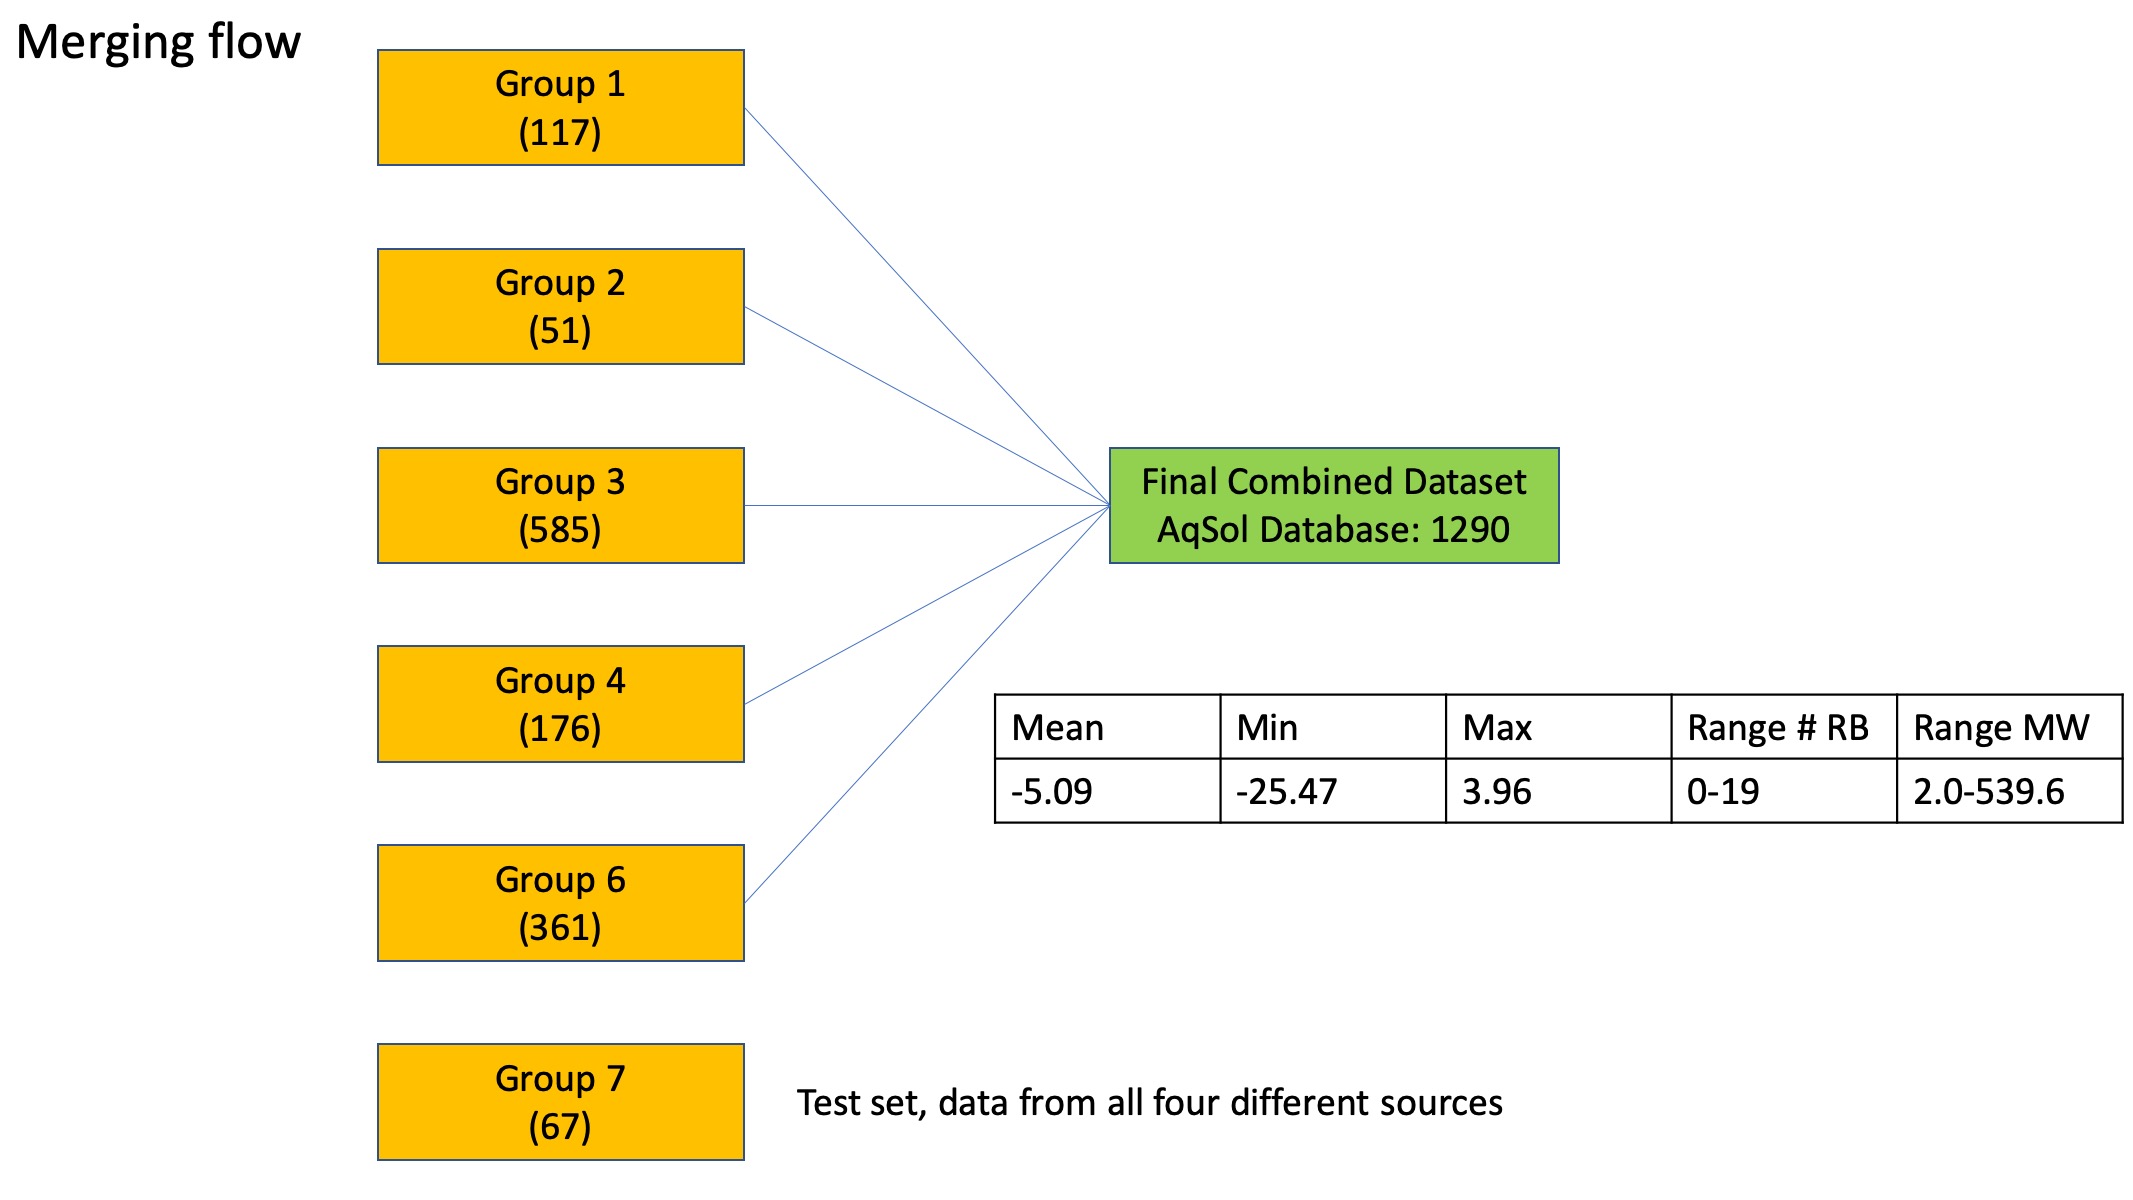 Merging flow
Group 1
(117)
Group 2
(51)
Group 3
(585)
Final Combined Dataset
AqSol Database: 1290
Group 4
(176)
Mean Min Max Range # RB Range MW
-5.09 -25.47 3.96 0-19 2.0-539.6
Group 6
(361)
Group 7
(67)
Test set, data from all four different sources